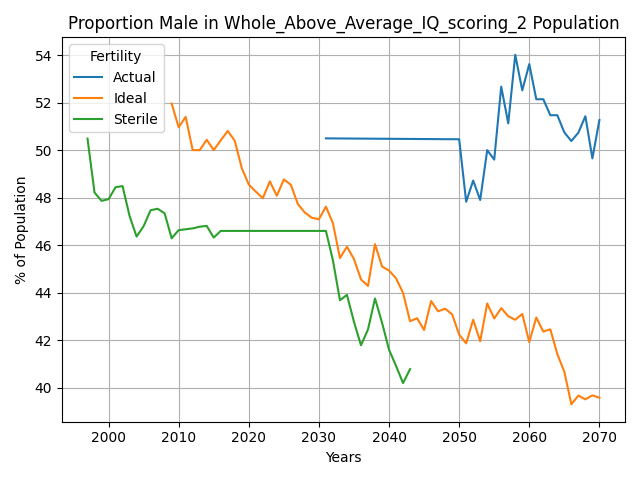 Proportion Male in Whole_Above_Average_IQ_scoring_2 Population
Fertility
Actual
Ideal
Sterile
% of Population
54
52
50
48
46
44
42
40
2000
2010
2020
2030
2040
2050
2060
2070
Years